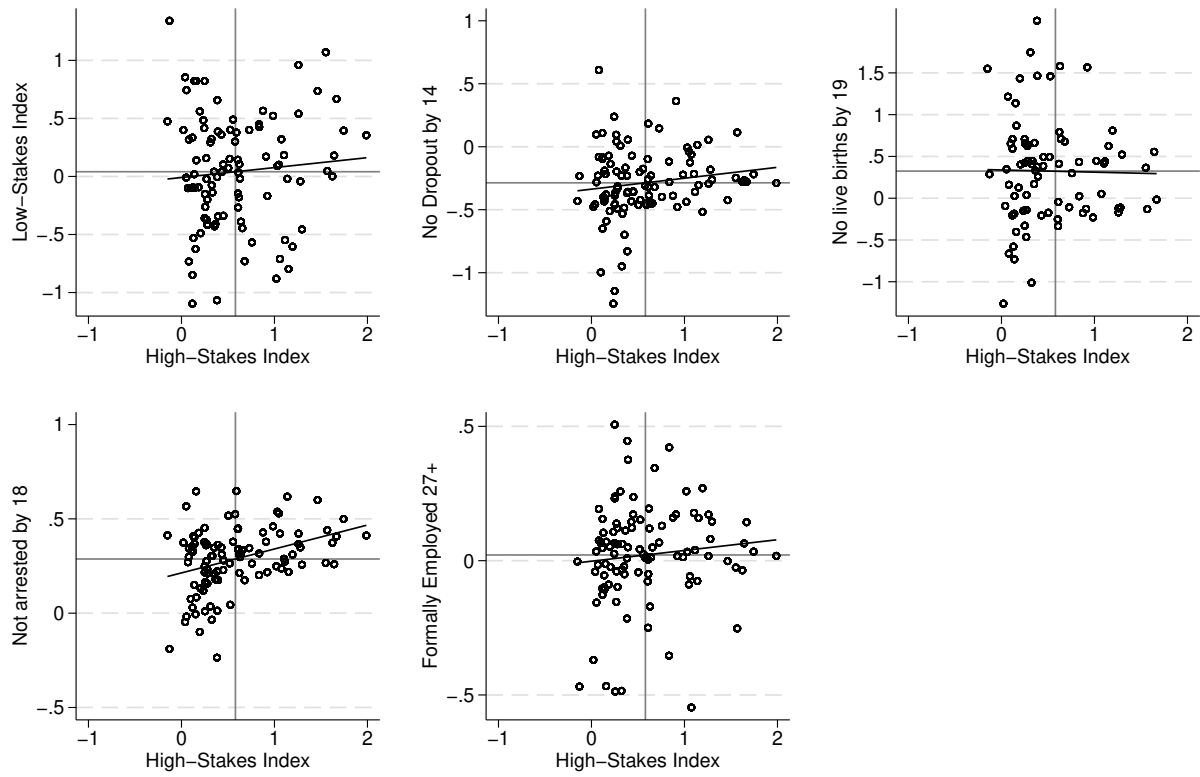 Low−Stakes Index
1
.5
0
−.5
−1
−1 0 1 2
High−Stakes Index
No Dropout by 14
1
.5
0
−.5
−1
−1 0 1 2
High−Stakes Index
No live births by 19
1.5
1
.5
0
−.5
−1
−1 0 1 2
High−Stakes Index
Not arrested by 18
1
.5
0
−.5
−1 0 1 2
High−Stakes Index
Formally Employed 27+
.5
0
−.5
−1 0 1 2
High−Stakes Index